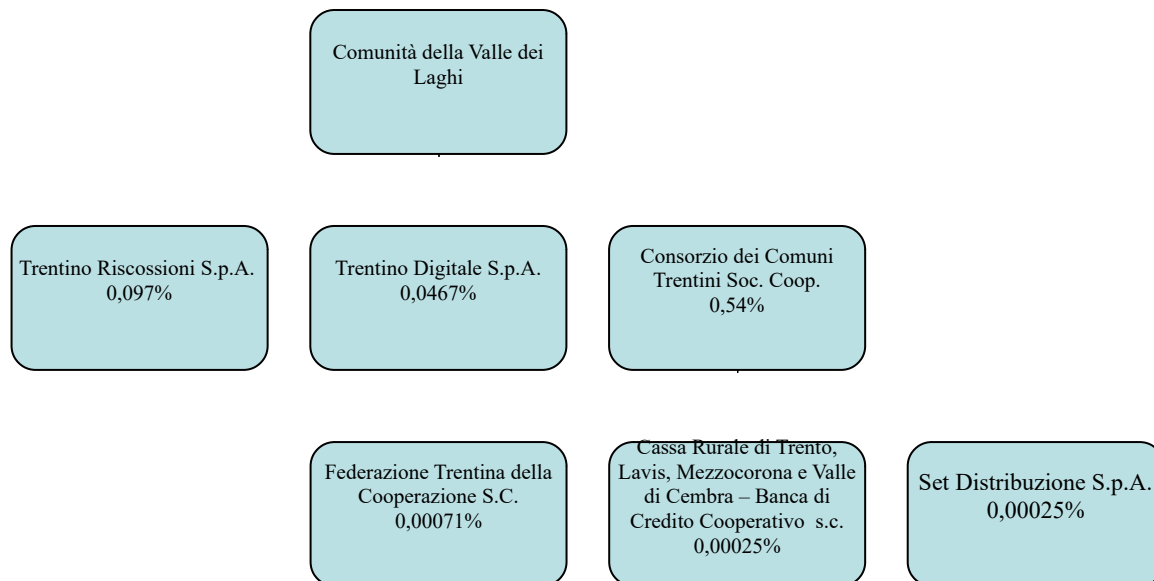 Comunità della Valle dei
Laghi
Trentino Riscossioni S.p.A.
0,097%
Trentino Digitale S.p.A.
0,0467%
Consorzio dei Comuni
Trentini Soc. Coop.
0,54%
Federazione Trentina della
Cooperazione S.C.
0,00071%
Cassa Rurale di Trento,
Lavis, Mezzocorona e Valle
di Cembra – Banca di
Credito Cooperativo  s.c.
0,00025%
Set Distribuzione S.p.A.
0,00025%